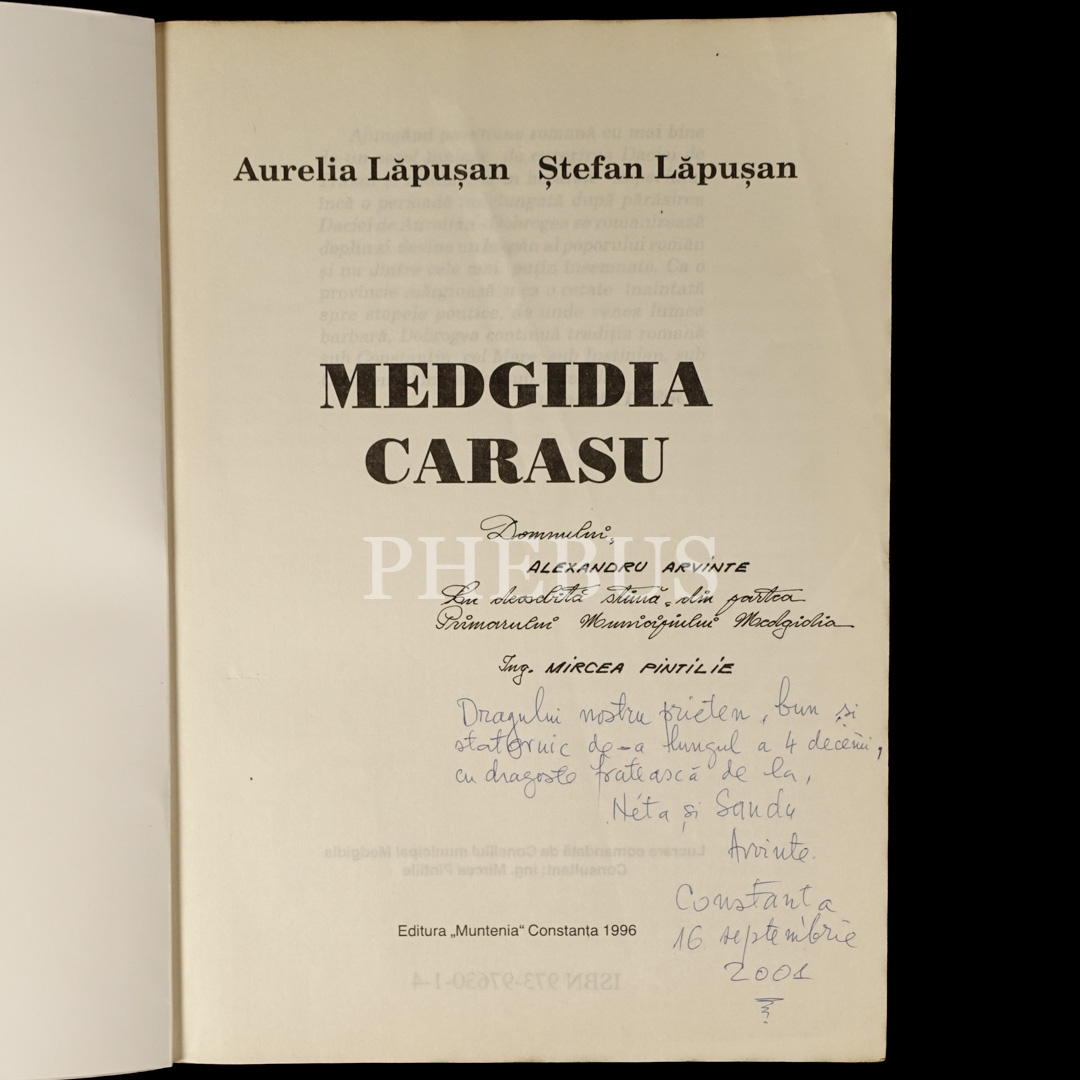 Aurelia Lăpușan Ștefan Lăpușan
MEDGIDIA
CARASU
PHEBUS
Domnului,
ALEXANDRU ARVINTE
Cu deosebită stimă, din partea
Primarului Municipiului Medgidia
Ing. MIRCEA PINTILIE
Dragului nostru prieten, bun și
statornic de-a lungul a 4 decenii,
cu dragoste frățească de la,
Neta și Sandu
Arvinte.
Constanta
16 septembrie
2001
Editura „Muntenia“ Constanța 1996
Lucrare comandată de Consiliul municipal Medgidia
Consultant: ing. Mircea Pintilie
ISBN 973-97630-1-4